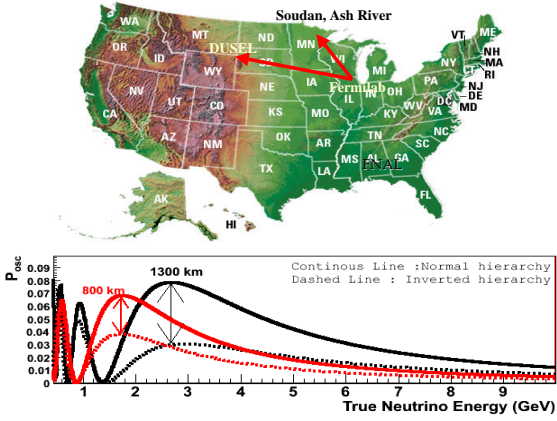 Soudan, Ash River
WA
MT
ND
MN
VT
ME
OR
ID
DUSEL
SD
WI
MI
NY
NH
MA
CT
RI
WY
NV
UT
CO
NE
IA
Fermilab
IL
IN
OH
PA
NJ
DE
DC
MD
CA
KS
MO
KY
WV
VA
AZ
NM
OK
AR
TN
NC
SC
TX
LA
MS
AL
GA
FNAL
FL
AK
HI
Posc
0.09
0.08
0.07
0.06
0.05
0.04
0.03
0.02
0.01
0
800 km
1300 km
Continous Line :Normal hierarchy
Dashed Line : Inverted hierarchy
1 2 3 4 5 6 7 8 9
True Neutrino Energy (GeV)